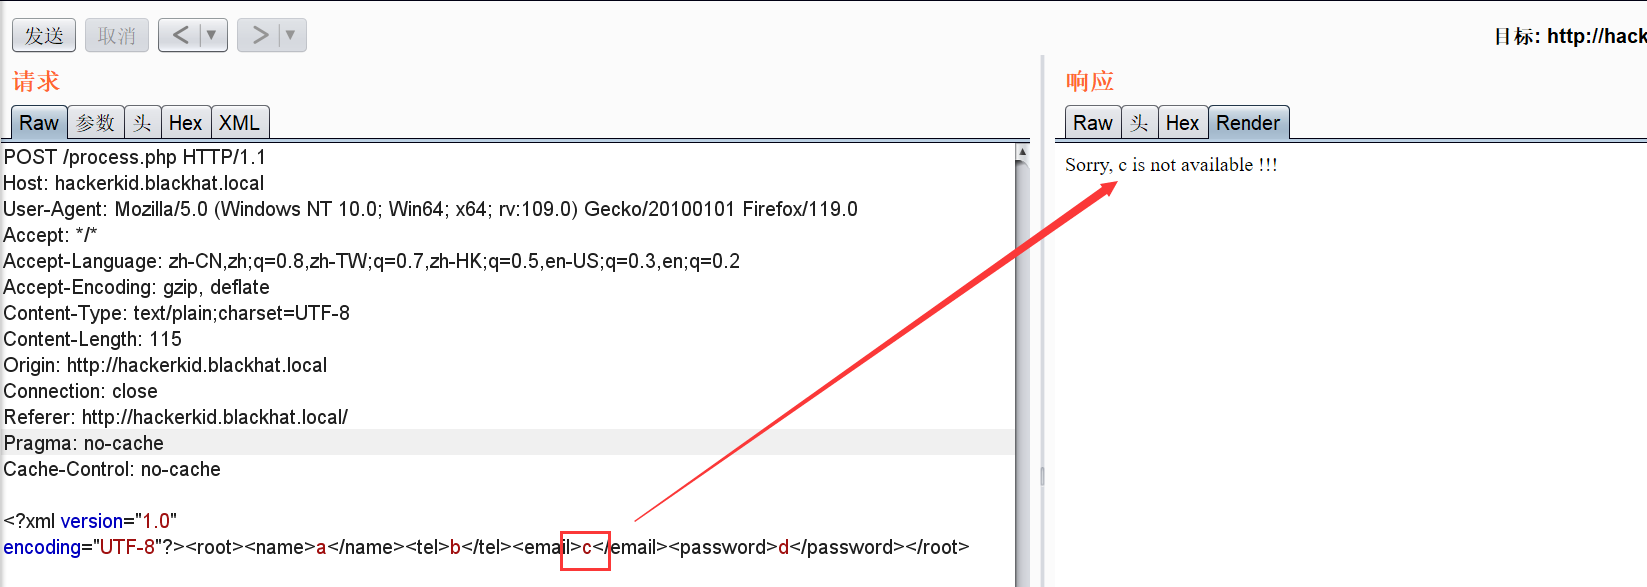 发送 取消 < ▼ > ▼
目标: http://hack
请求
Raw 参数 头 Hex XML
POST /process.php HTTP/1.1
Host: hackerkid.blackhat.local
User-Agent: Mozilla/5.0 (Windows NT 10.0; Win64; x64; rv:109.0) Gecko/20100101 Firefox/119.0
Accept: */*
Accept-Language: zh-CN,zh;q=0.8,zh-TW;q=0.7,zh-HK;q=0.5,en-US;q=0.3,en;q=0.2
Accept-Encoding: gzip, deflate
Content-Type: text/plain;charset=UTF-8
Content-Length: 115
Origin: http://hackerkid.blackhat.local
Connection: close
Referer: http://hackerkid.blackhat.local/
Pragma: no-cache
Cache-Control: no-cache
<?xml version="1.0"
encoding="UTF-8"?><root><name>a</name><tel>b</tel><email>c</email><password>d</password></root>
响应
Raw 头 Hex Render
Sorry, c is not available !!!